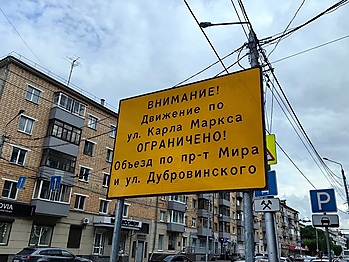 ВНИМАНИЕ!
Движение по
ул. Карла Маркса
ОГРАНИЧЕНО!
Объезд по пр-т Мира
и ул. Дубровинского
P